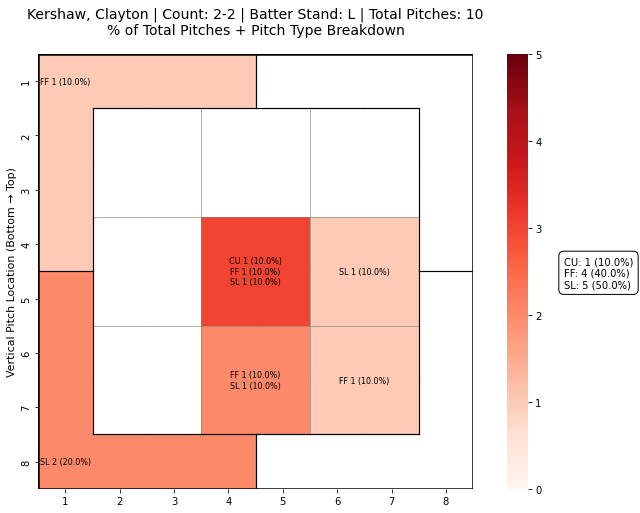 Kershaw, Clayton | Count: 2-2 | Batter Stand: L | Total Pitches: 10
% of Total Pitches + Pitch Type Breakdown
Vertical Pitch Location (Bottom → Top)
1
2
3
4
5
6
7
8
FF 1 (10.0%)
CU 1 (10.0%)
FF 1 (10.0%)
SL 1 (10.0%)
SL 1 (10.0%)
FF 1 (10.0%)
SL 1 (10.0%)
FF 1 (10.0%)
SL 2 (20.0%)
1 2 3 4 5 6 7 8
5
4
3
2
1
0
CU: 1 (10.0%)
FF: 4 (40.0%)
SL: 5 (50.0%)